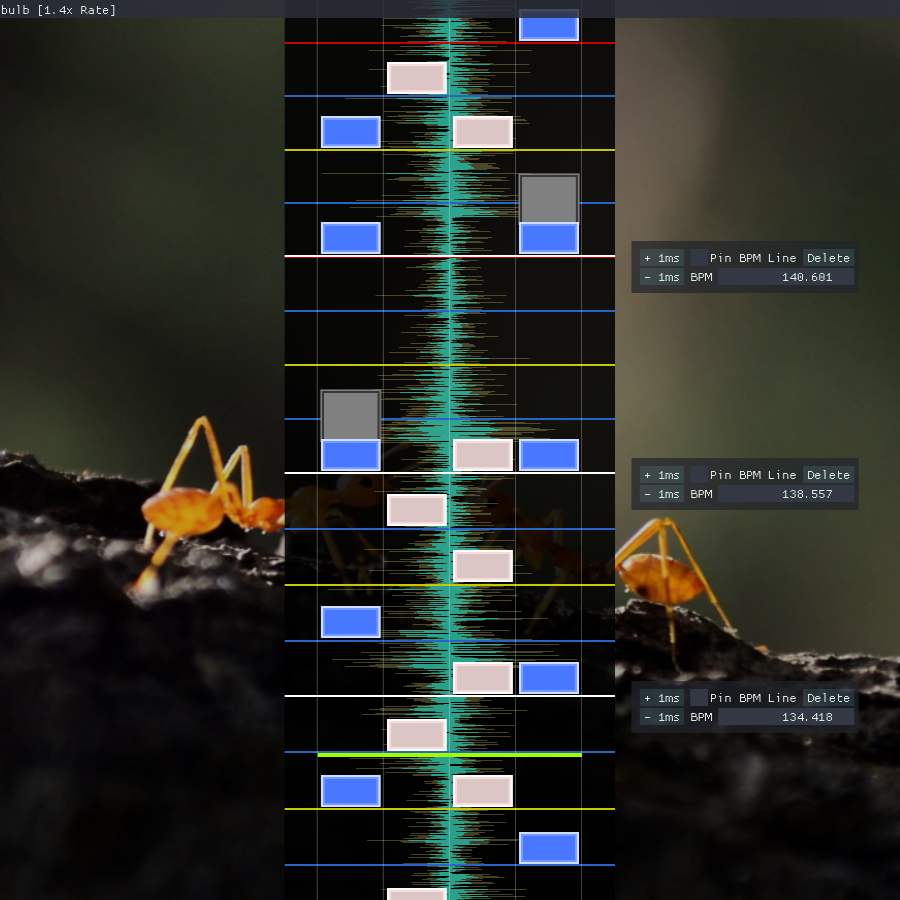 bulb [1.4x Rate]
+ 1ms Pin BPM Line Delete
- 1ms BPM 140.601
+ 1ms Pin BPM Line Delete
- 1ms BPM 138.557
+ 1ms Pin BPM Line Delete
- 1ms BPM 134.418